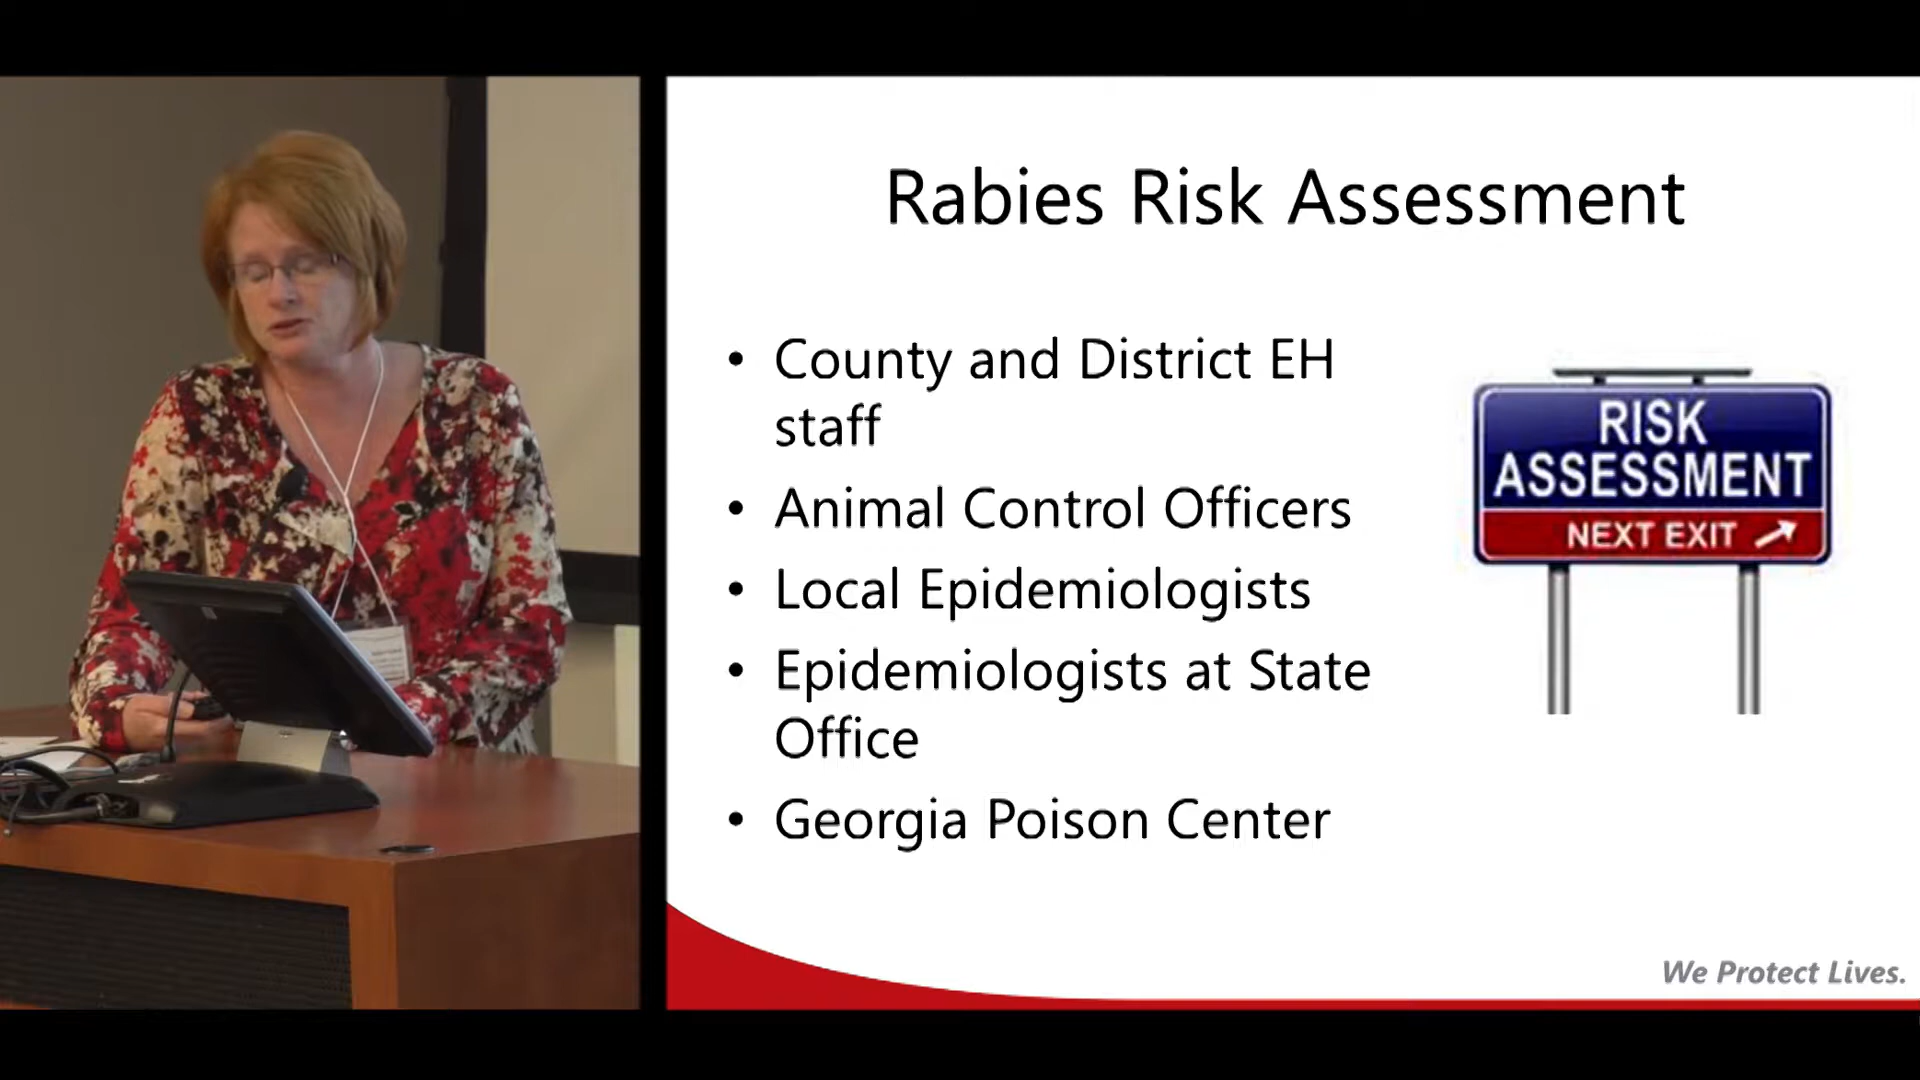 Rabies Risk Assessment
• County and District EH
staff
• Animal Control Officers
• Local Epidemiologists
• Epidemiologists at State
Office
• Georgia Poison Center
RISK
ASSESSMENT
NEXT EXIT
We Protect Lives.